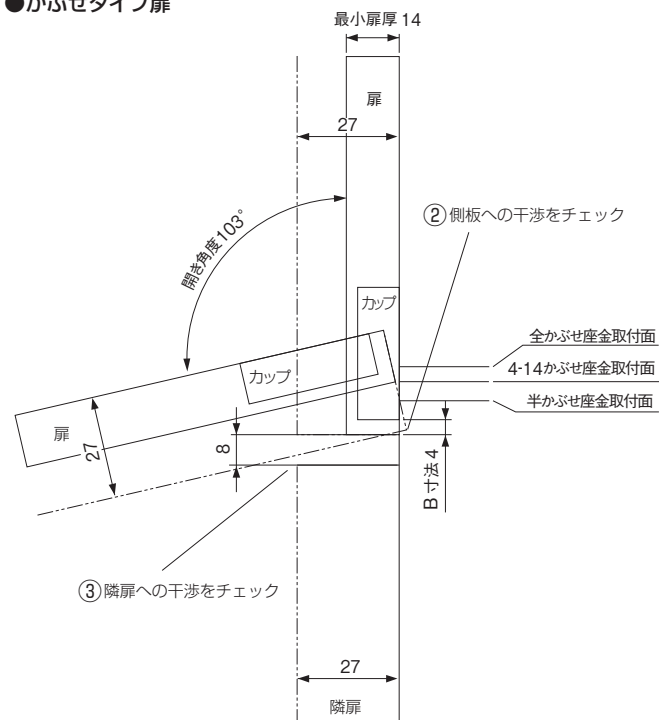 ●かぶせタイプ扉
最小扉厚 14
扉
27
② 側板への干渉をチェック
開き角度103°
カップ
全かぶせ座金取付面
4-14かぶせ座金取付面
カップ
半かぶせ座金取付面
扉
27
8
B寸法 4
③ 隣扉への干渉をチェック
27
隣扉